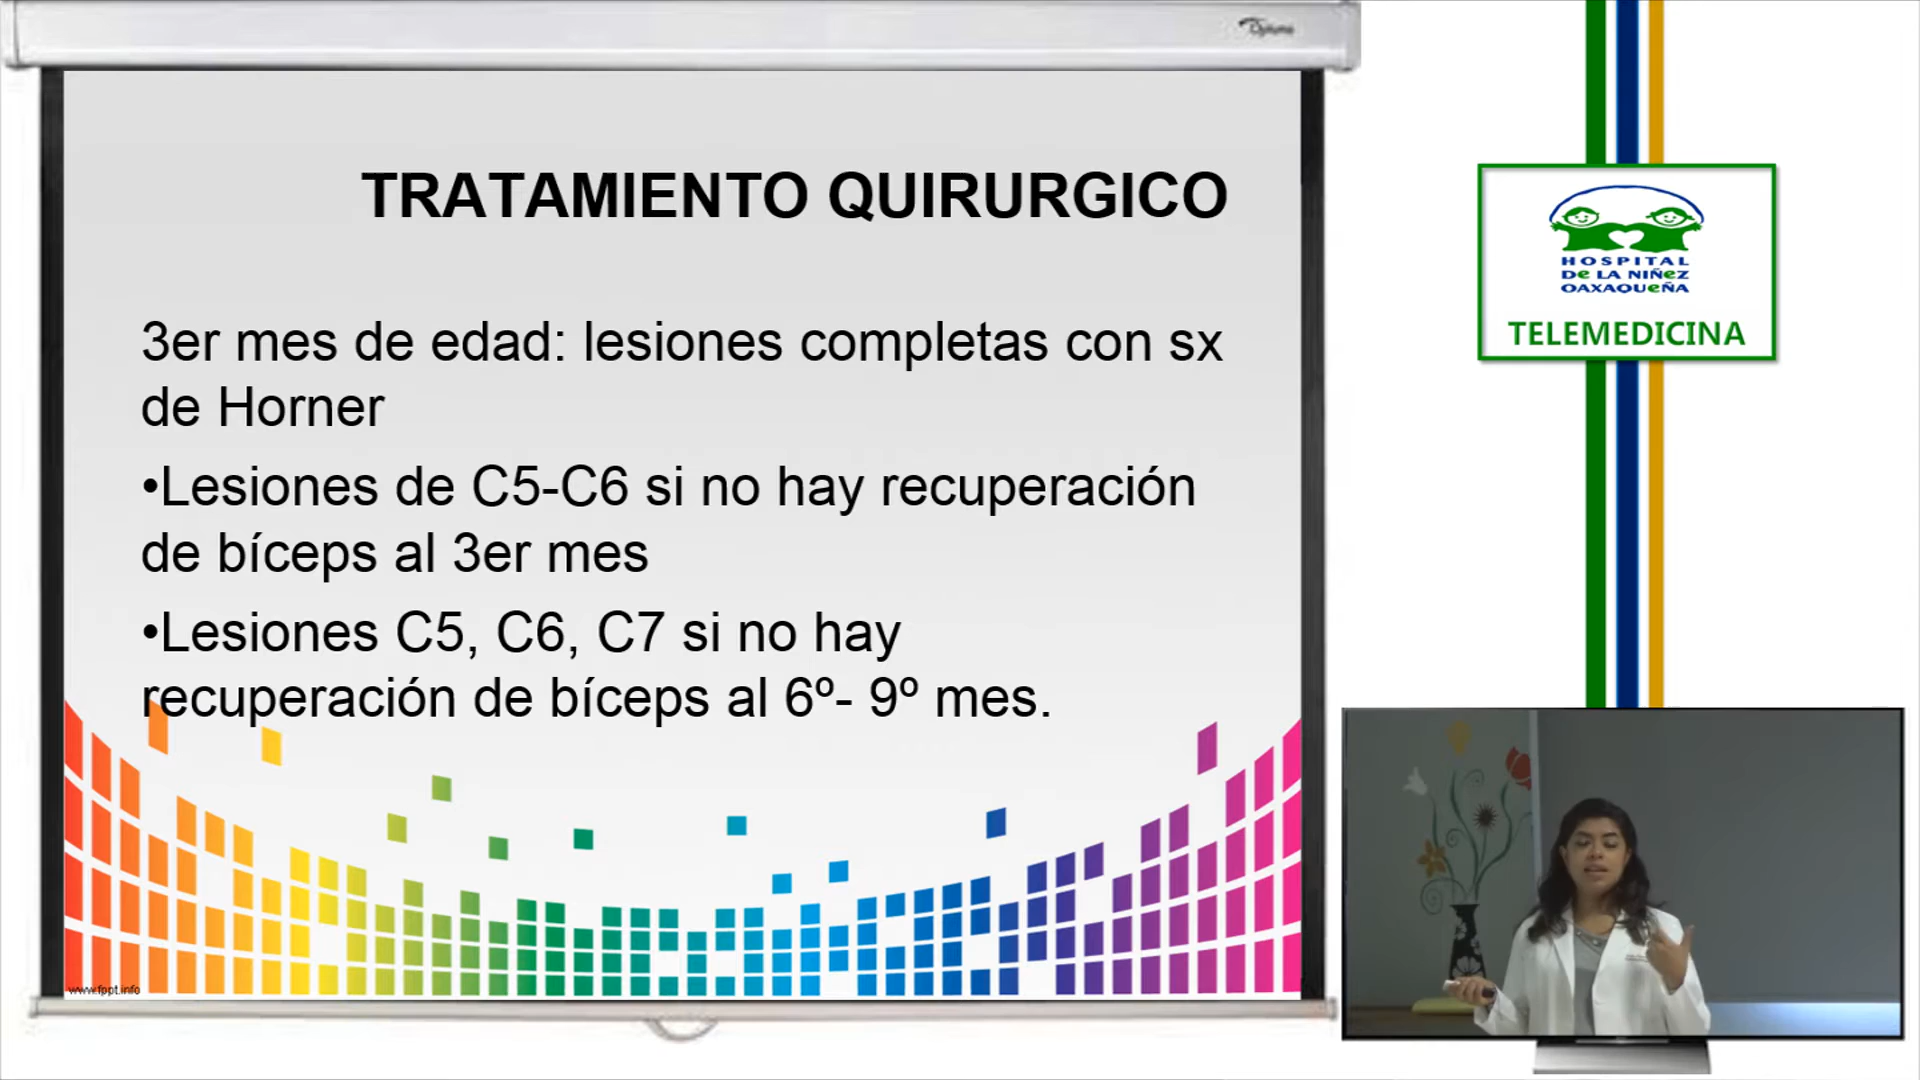 TRATAMIENTO QUIRURGICO
3er mes de edad: lesiones completas con sx
de Horner
•Lesiones de C5-C6 si no hay recuperación
de bíceps al 3er mes
•Lesiones C5, C6, C7 si no hay
recuperación de bíceps al 6º- 9º mes.
www.fppt.info
HOSPITAL
De LA NIÑeZ
OAXAQUeÑA
TELEMEDICINA